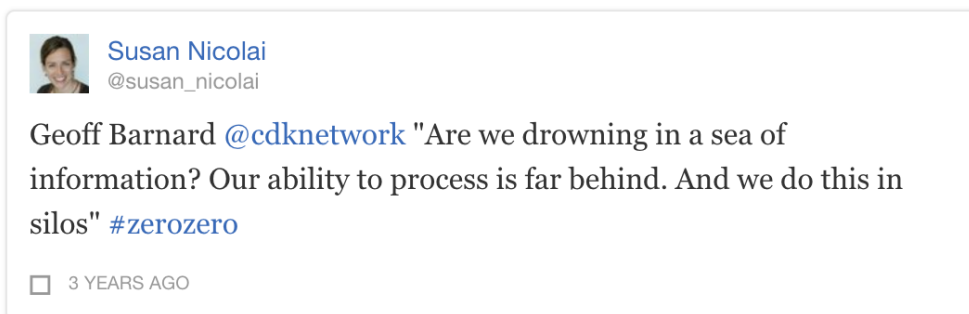 Susan Nicolai
@susan_nicolai
Geoff Barnard @cdknetwork "Are we drowning in a sea of
information? Our ability to process is far behind. And we do this in
silos" #zerozero
3 YEARS AGO